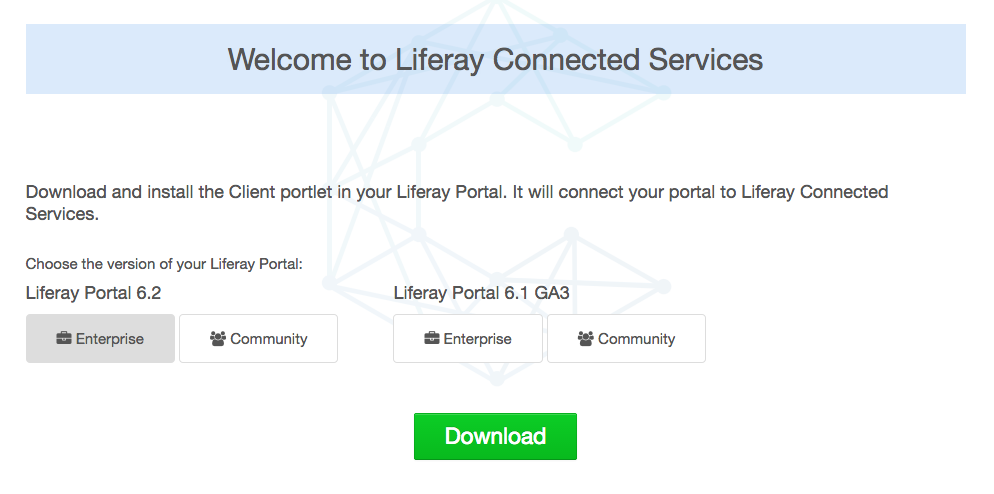 Welcome to Liferay Connected Services
Download and install the Client portlet in your Liferay Portal. It will connect your portal to Liferay Connected
Services.
Choose the version of your Liferay Portal:
Liferay Portal 6.2
Liferay Portal 6.1 GA3
Enterprise
Community
Enterprise
Community
Download